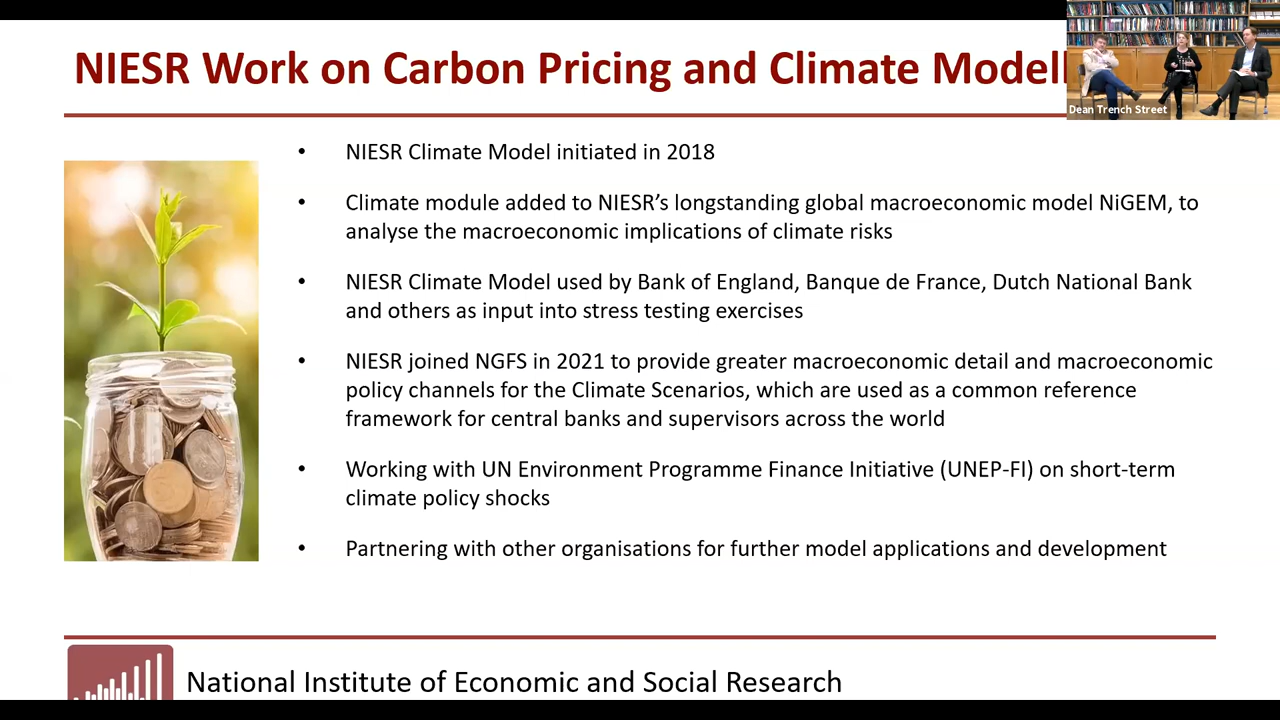 NIESR Work on Carbon Pricing and Climate Modell
Dean Trench Street
• NIESR Climate Model initiated in 2018
• Climate module added to NIESR’s longstanding global macroeconomic model NiGEM, to
analyse the macroeconomic implications of climate risks
• NIESR Climate Model used by Bank of England, Banque de France, Dutch National Bank
and others as input into stress testing exercises
• NIESR joined NGFS in 2021 to provide greater macroeconomic detail and macroeconomic
policy channels for the Climate Scenarios, which are used as a common reference
framework for central banks and supervisors across the world
• Working with UN Environment Programme Finance Initiative (UNEP-FI) on short-term
climate policy shocks
• Partnering with other organisations for further model applications and development
National Institute of Economic and Social Research